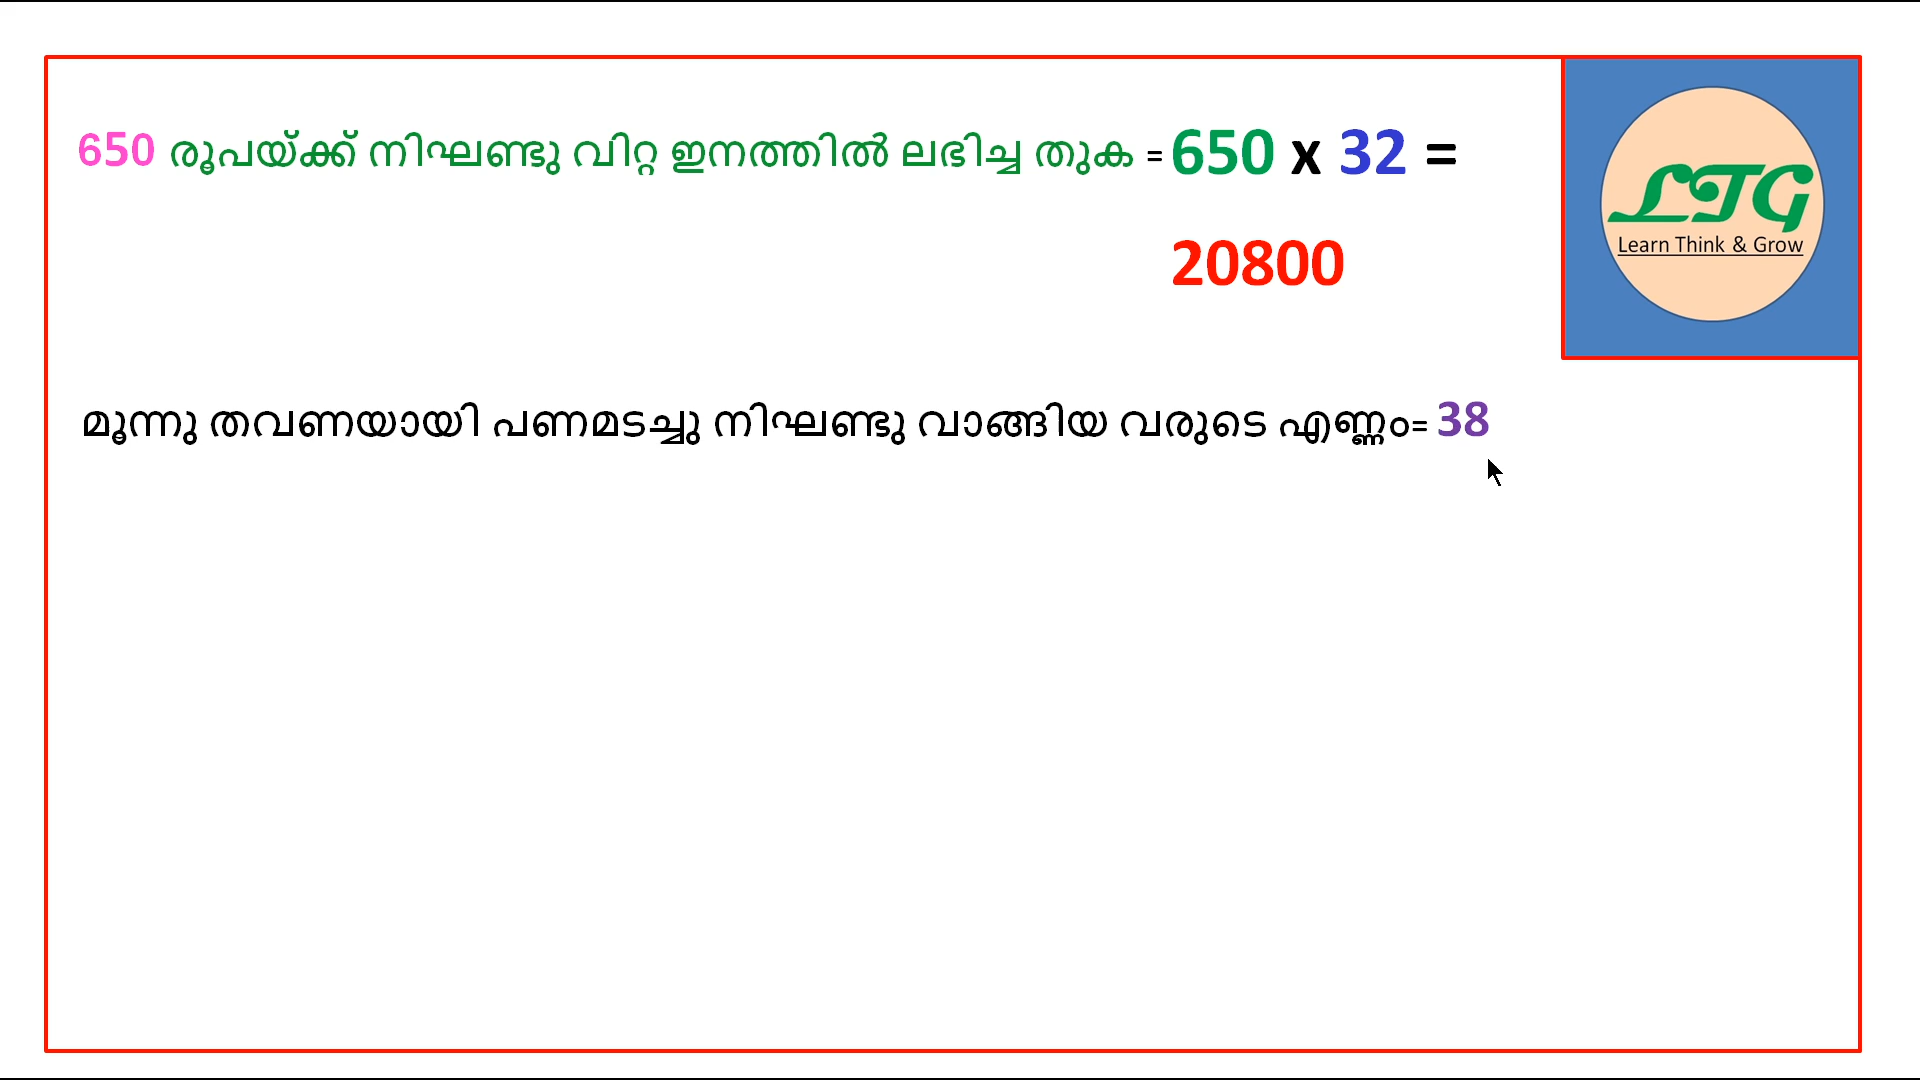 650 രൂപയ്ക്ക് നിഘണ്ടു വിറ്റ ഇനത്തിൽ ലഭിച്ച തുക = 650 x 32 =
20800
LTG
Learn Think & Grow
മൂന്നു തവണയായി പണമടച്ചു നിഘണ്ടു വാങ്ങിയ വരുടെ എണ്ണം= 38